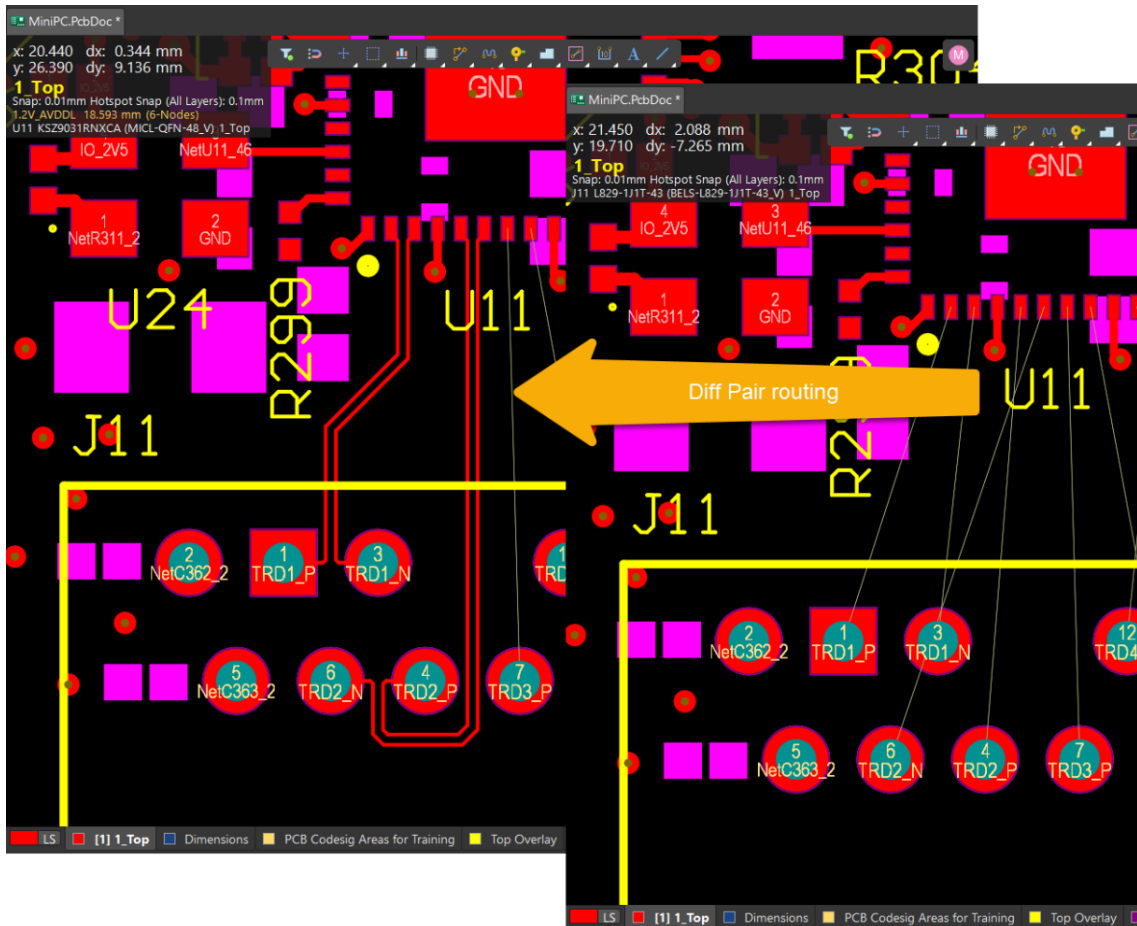 MiniPC.PcbDoc *
x: 20.440 dx: 0.344 mm
y: 26.390 dy: 9.136 mm
1_Top
Snap: 0.01mm Hotspot Snap (All Layers): 0.1mm
1.2V_AVDDL 18.593 mm (6-Nodes)
U11 KSZ9031RNXCA (MICL-QFN-48_V) 1_Top
IO_2V5
NetU11_46
GND
1
NetR311_2
2
GND
U24
R299
U11
J11
2
NetC362_2
1
TRD1_P
3
TRD1_N
5
NetC363_2
6
TRD2_N
4
TRD2_P
7
TRD3_P
LS
[1] 1_Top
Dimensions
PCB Codesig Areas for Training
Top Overlay
M
Diff Pair routing
MiniPC.PcbDoc *
x: 21.450 dx: 2.088 mm
y: 19.710 dy: -7.265 mm
1_Top
Snap: 0.01mm Hotspot Snap (All Layers): 0.1mm
J11 L829-1J1T-43 (BELS-L829-1J1T-43_V) 1_Top
4
IO_2V5
3
NetU11_46
GND
1
NetR311_2
2
GND
U11
J11
2
NetC362_2
1
TRD1_P
3
TRD1_N
12
TRD4
5
NetC363_2
6
TRD2_N
4
TRD2_P
7
TRD3_P
LS
[1] 1_Top
Dimensions
PCB Codesig Areas for Training
Top Overlay